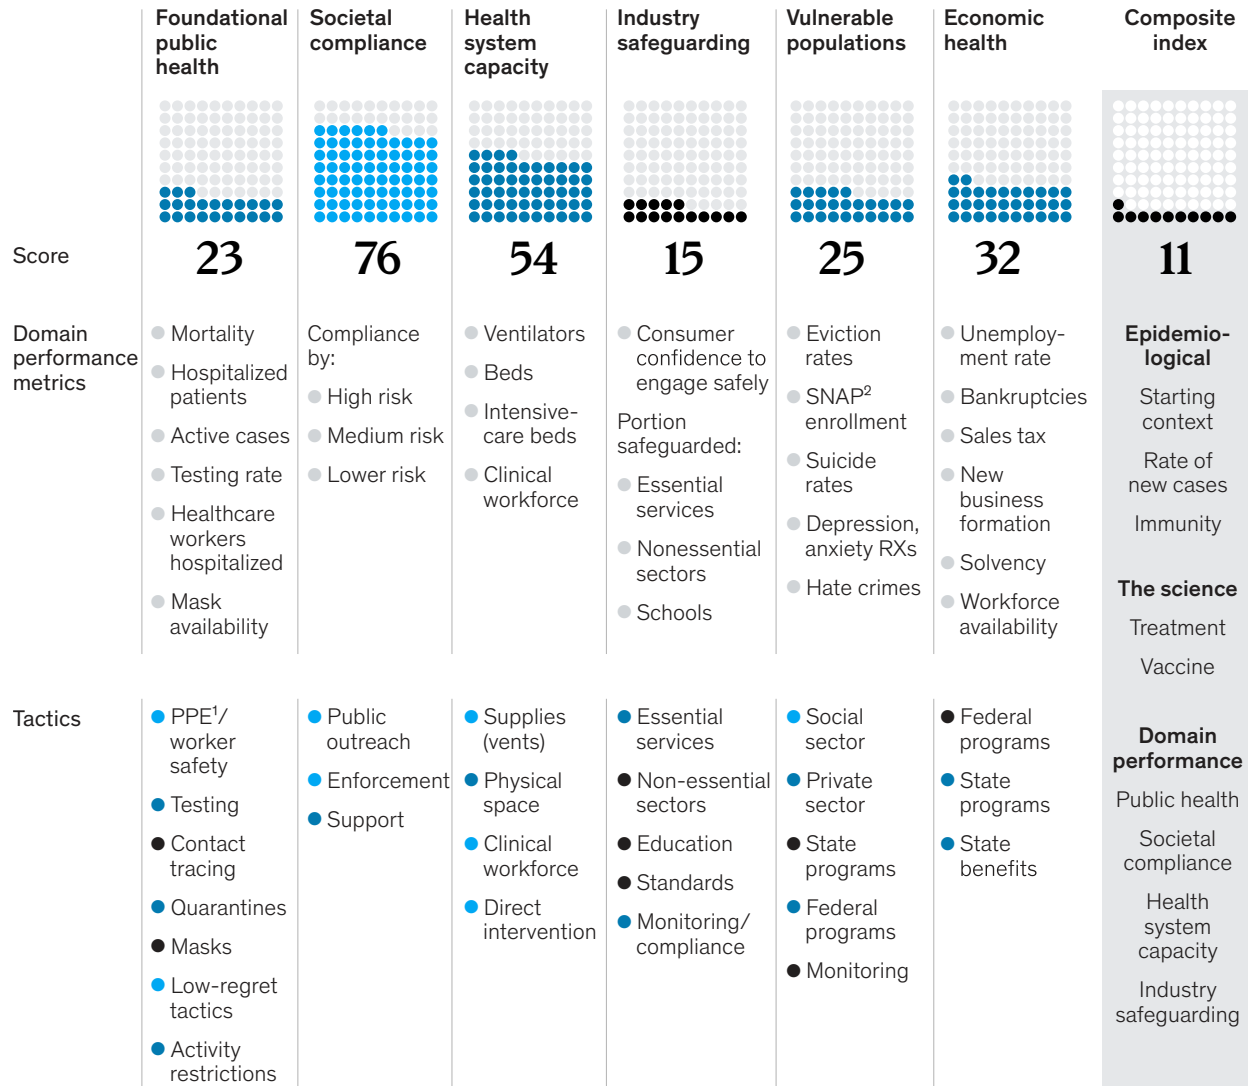 Foundational
public
health
Societal
compliance
Health
system
capacity
Industry
safeguarding
Vulnerable
populations
Economic
health
Composite
index
Score
23
76
54
15
25
32
11
Domain
performance
metrics
Mortality
Hospitalized
patients
Active cases
Testing rate
Healthcare
workers
hospitalized
Mask
availability
Compliance
by:
High risk
Medium risk
Lower risk
Ventilators
Beds
Intensive-
care beds
Clinical
workforce
Consumer
confidence to
engage safely
Portion
safeguarded:
Essential
services
Nonessential
sectors
Schools
Eviction
rates
SNAP²
enrollment
Suicide
rates
Depression,
anxiety RXs
Hate crimes
Unemploy-
ment rate
Bankruptcies
Sales tax
New
business
formation
Solvency
Workforce
availability
Epidemio-
logical
Starting
context
Rate of
new cases
Immunity
The science
Treatment
Vaccine
Domain
performance
Public health
Societal
compliance
Health
system
capacity
Industry
safeguarding
Tactics
PPE¹/
worker
safety
Testing
Contact
tracing
Quarantines
Masks
Low-regret
tactics
Activity
restrictions
Public
outreach
Enforcement
Support
Supplies
(vents)
Physical
space
Clinical
workforce
Direct
intervention
Essential
services
Non-essential
sectors
Education
Standards
Monitoring/
compliance
Social
sector
Private
sector
State
programs
Federal
programs
Monitoring
Federal
programs
State
programs
State
benefits